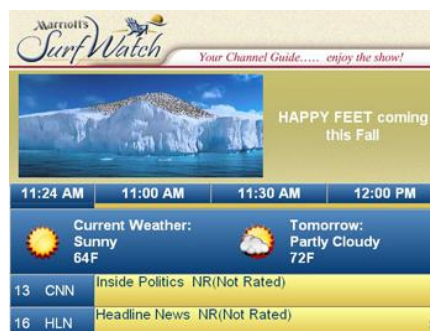 Marriott's
SurfWatch
Your Channel Guide..... enjoy the show!
HAPPY FEET coming
this Fall
11:24 AM 11:00 AM 11:30 AM 12:00 PM
Current Weather:
Sunny
64F
Tomorrow:
Partly Cloudy
72F
13 CNN Inside Politics NR(Not Rated)
16 HLN Headline News NR(Not Rated)